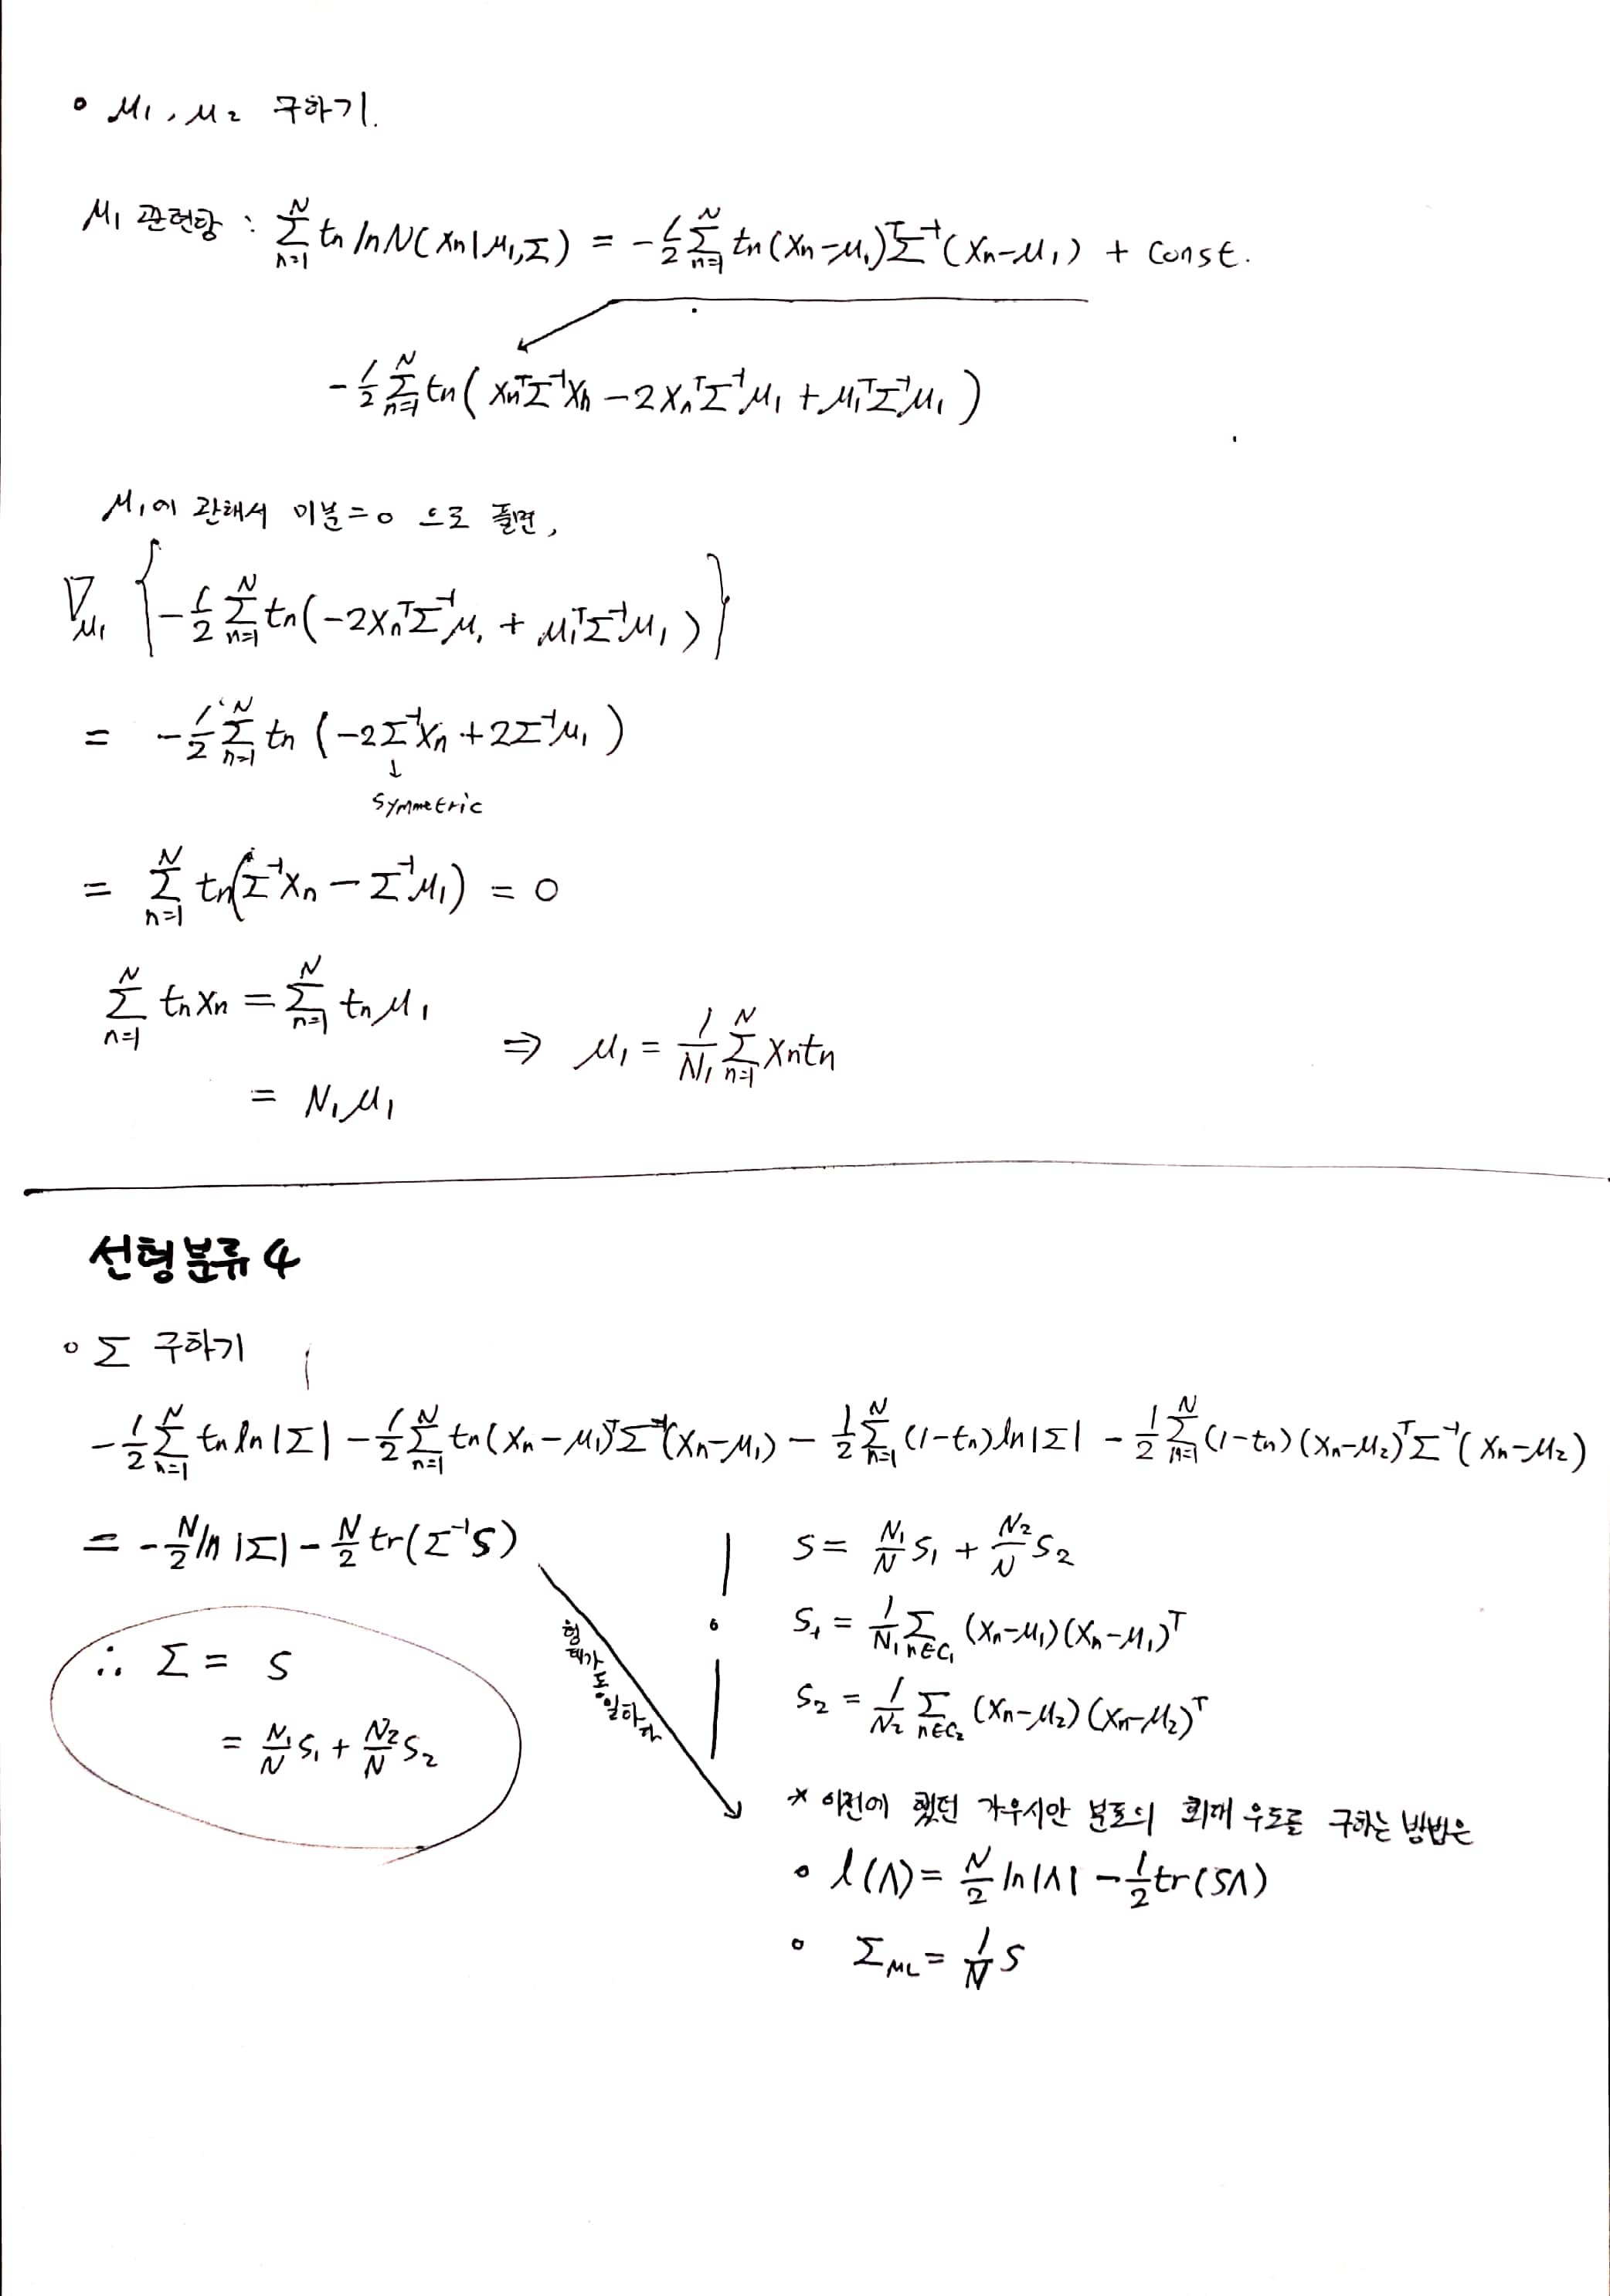 ∘ μ₁, μ₂ 구하기.
μ₁ 관련항 : $\sum_{n=1}^{N} t_n \ln N(x_n|\mu_1,\Sigma) = -\frac{1}{2}\sum_{n=1}^{N} t_n(x_n-\mu_1)^T\Sigma^{-1}(x_n-\mu_1) + const.$
$-\frac{1}{2}\sum_{n=1}^{N} t_n( x_n^T\Sigma^{-1}x_n - 2x_n^T\Sigma^{-1}\mu_1 + \mu_1^T\Sigma^{-1}\mu_1 )$
μ₁에 관해서 미분=0 으로 풀면,
$\nabla_{\mu_1} \left\{ -\frac{1}{2}\sum_{n=1}^{N} t_n(-2x_n^T\Sigma^{-1}\mu_1 + \mu_1^T\Sigma^{-1}\mu_1) \right\}$
$= -\frac{1}{2}\sum_{n=1}^{N} t_n (-2\Sigma^{-1}x_n + 2\Sigma^{-1}\mu_1)$
↓
symmetric
$= \sum_{n=1}^{N} t_n(\Sigma^{-1}x_n - \Sigma^{-1}\mu_1) = 0$
$\sum_{n=1}^{N} t_n x_n = \sum_{n=1}^{N} t_n \mu_1$
$= N_1\mu_1$
$\Rightarrow \mu_1 = \frac{1}{N_1}\sum_{n=1}^{N} x_n t_n$
선형분류 4
∘ Σ 구하기
$-\frac{1}{2}\sum_{n=1}^{N} t_n \ln|\Sigma| - \frac{1}{2}\sum_{n=1}^{N} t_n(x_n-\mu_1)^T\Sigma^{-1}(x_n-\mu_1) - \frac{1}{2}\sum_{n=1}^{N}(1-t_n)\ln|\Sigma| - \frac{1}{2}\sum_{n=1}^{N}(1-t_n)(x_n-\mu_2)^T\Sigma^{-1}(x_n-\mu_2)$
$= -\frac{N}{2}\ln|\Sigma| - \frac{N}{2}tr(\Sigma^{-1}S)$
$\therefore \Sigma = S$
$= \frac{N_1}{N}S_1 + \frac{N_2}{N}S_2$
형태가 동일하다
$S = \frac{N_1}{N}S_1 + \frac{N_2}{N}S_2$
$S_1 = \frac{1}{N_1}\sum_{n\in C_1}(x_n-\mu_1)(x_n-\mu_1)^T$
$S_2 = \frac{1}{N_2}\sum_{n\in C_2}(x_n-\mu_2)(x_n-\mu_2)^T$
* 이전에 했던 가우시안 분포의 최대 우도를 구하는 방법은
∘ $l(\Lambda) = \frac{N}{2}\ln|\Lambda| - \frac{1}{2}tr(S\Lambda)$
∘ $\Sigma_{ML} = \frac{1}{N}S$